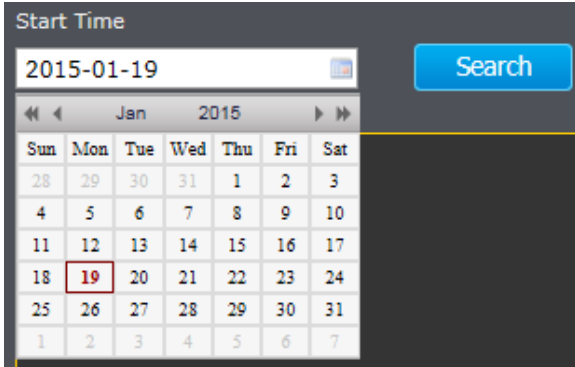 Start Time
2015-01-19 Search
Jan 2015
Sun Mon Tue Wed Thu Fri Sat
28 29 30 31 1 2 3
4 5 6 7 8 9 10
11 12 13 14 15 16 17
18 19 20 21 22 23 24
25 26 27 28 29 30 31
1 2 3 4 5 6 7